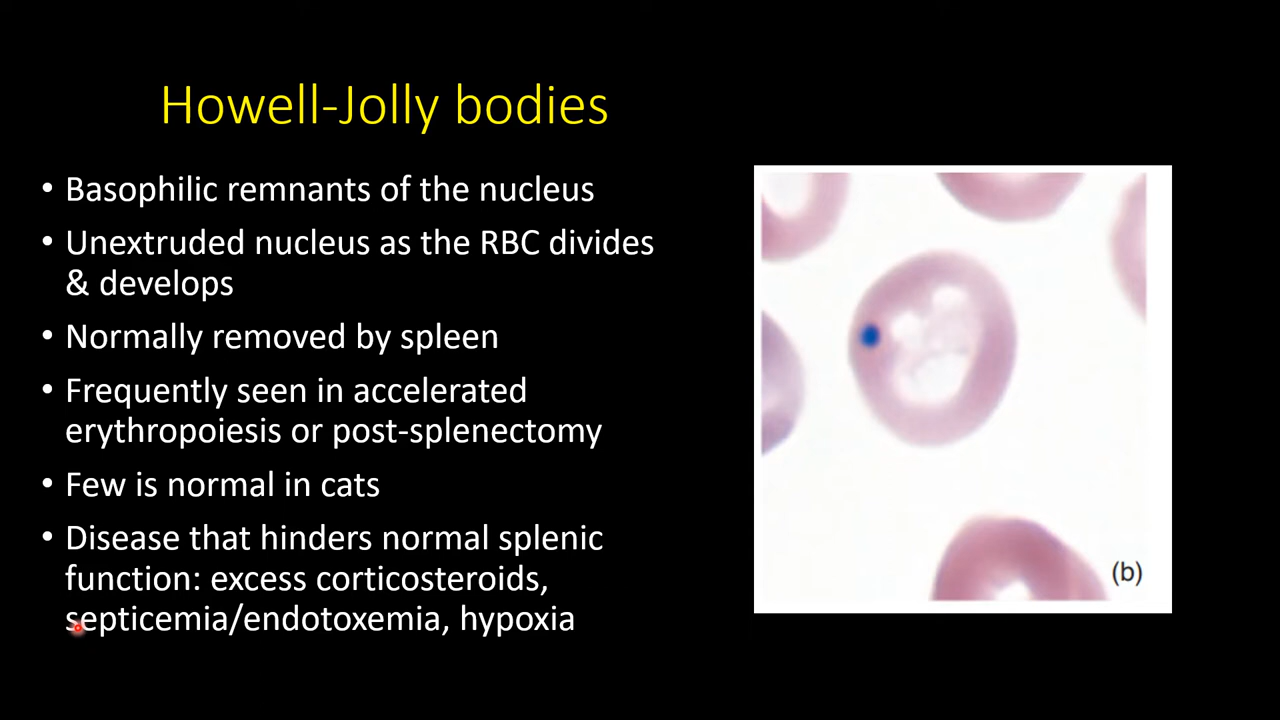 Howell-Jolly bodies
• Basophilic remnants of the nucleus
• Unextruded nucleus as the RBC divides
& develops
• Normally removed by spleen
• Frequently seen in accelerated
erythropoiesis or post-splenectomy
• Few is normal in cats
• Disease that hinders normal splenic
function: excess corticosteroids,
septicemia/endotoxemia, hypoxia
(b)